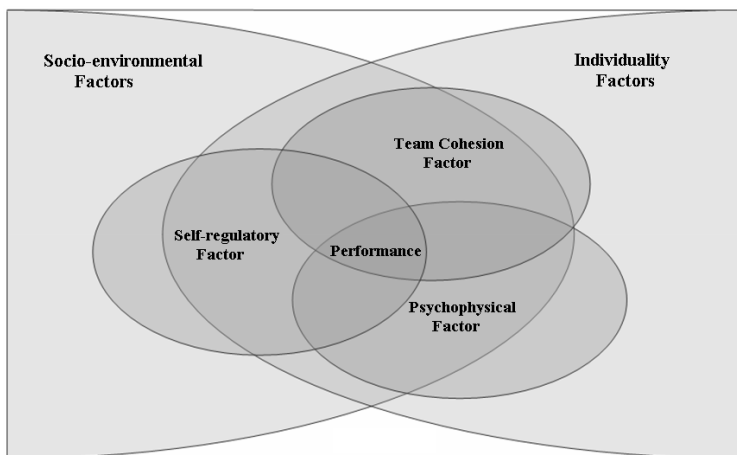 Socio-environmental
Factors
Individuality
Factors
Team Cohesion
Factor
Self-regulatory
Factor
Performance
Psychophysical
Factor